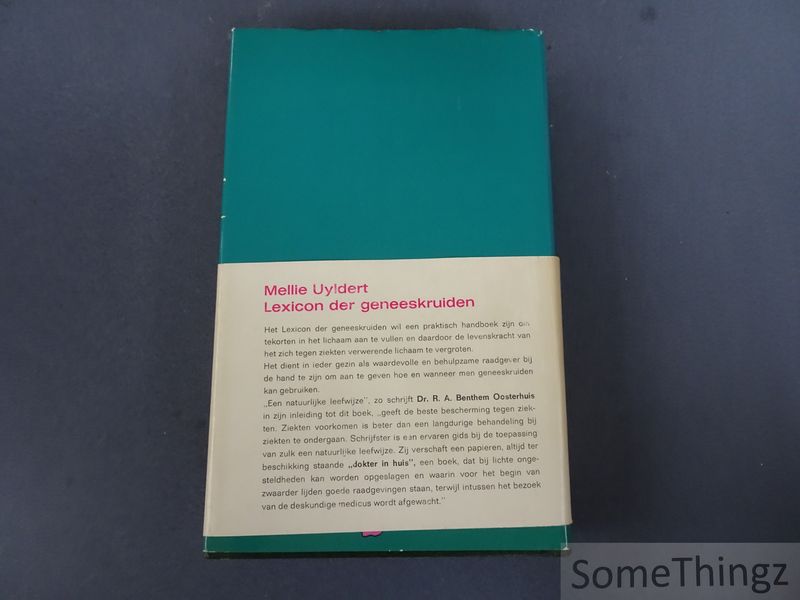 Mellie Uyldert
Lexicon der geneeskruiden
Het Lexicon der geneeskruiden wil een praktisch handboek zijn om
tekorten in het lichaam aan te vullen en daardoor de levenskracht van
het zich tegen ziekten verwerende lichaam te vergroten.
Het dient in ieder gezin als waardevolle en behulpzame raadgever bij
de hand te zijn om aan te geven hoe en wanneer men geneeskruiden
kan gebruiken.
„Een natuurlijke leefwijze”, zo schrijft Dr. R. A. Benthem Oosterhuis
in zijn inleiding tot dit boek, „geeft de beste bescherming tegen ziek-
ten. Ziekten voorkomen is beter dan een langdurige behandeling bij
ziekten te ondergaan. Schrijfster is een ervaren gids bij de toepassing
van zulk een natuurlijke leefwijze. Zij verschaft een papieren, altijd ter
beschikking staande „dokter in huis”, een boek, dat bij lichte onge-
steldheden kan worden opgeslagen en waarin voor het begin van
zwaarder lijden goede raadgevingen staan, terwijl intussen het bezoek
van de deskundige medicus wordt afgewacht.”
SomeThingz